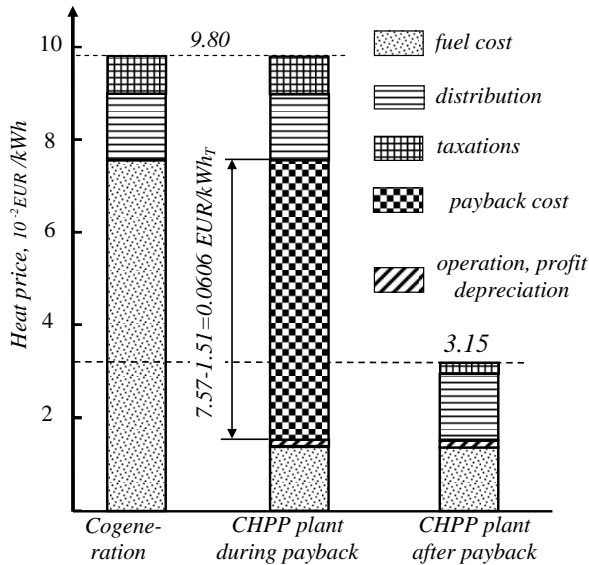 Heat price, 10⁻² EUR /kWh
10
8
6
4
2
9.80
7.57-1.51=0.0606 EUR/kWhT
3.15
fuel cost
distribution
taxations
payback cost
operation, profit
depreciation
Cogene-
ration
CHPP plant
during payback
CHPP plant
after payback